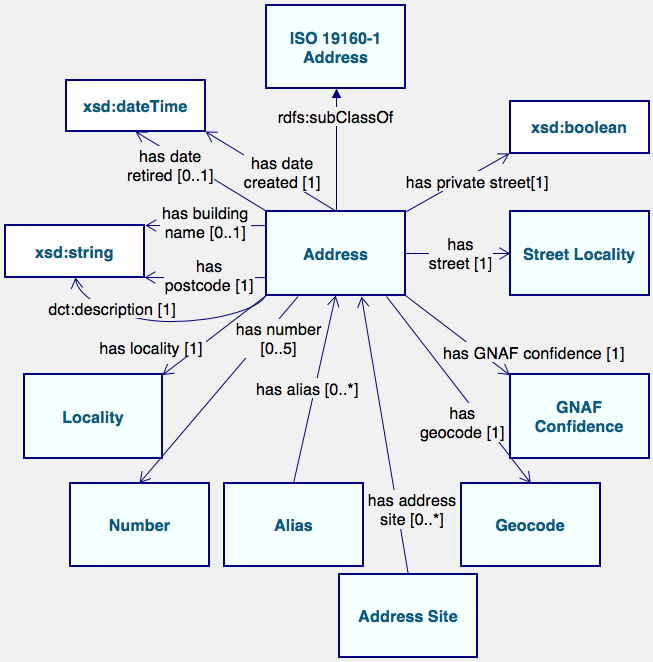 ISO 19160-1
Address
xsd:dateTime
rdfs:subClassOf
xsd:boolean
has date
retired [0..1]
has date
created [1]
has private street[1]
has building
name [0..1]
xsd:string
Address
has
street [1]
Street Locality
has
postcode [1]
dct:description [1]
has number
[0..5]
has locality [1]
has GNAF confidence [1]
has alias [0..*]
Locality
has
geocode [1]
GNAF
Confidence
has address
site [0..*]
Number
Alias
Geocode
Address Site